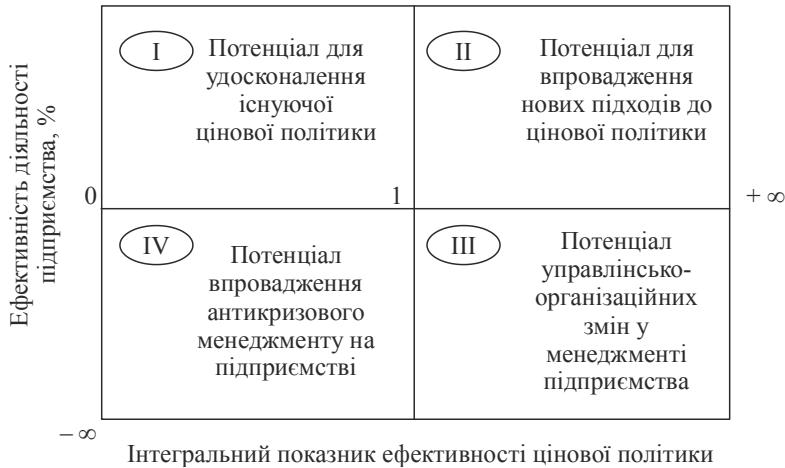 Ефективність діяльності
підприємства, %
I
Потенціал для
удосконалення
існуючої
цінової політики
II
Потенціал для
впровадження
нових підходів до
цінової політики
0
1
+ ∞
IV
Потенціал
впровадження
антикризового
менеджменту на
підприємстві
III
Потенціал
управлінсько-
організаційних
змін у
менеджменті
підприємства
– ∞
Інтегральний показник ефективності цінової політики